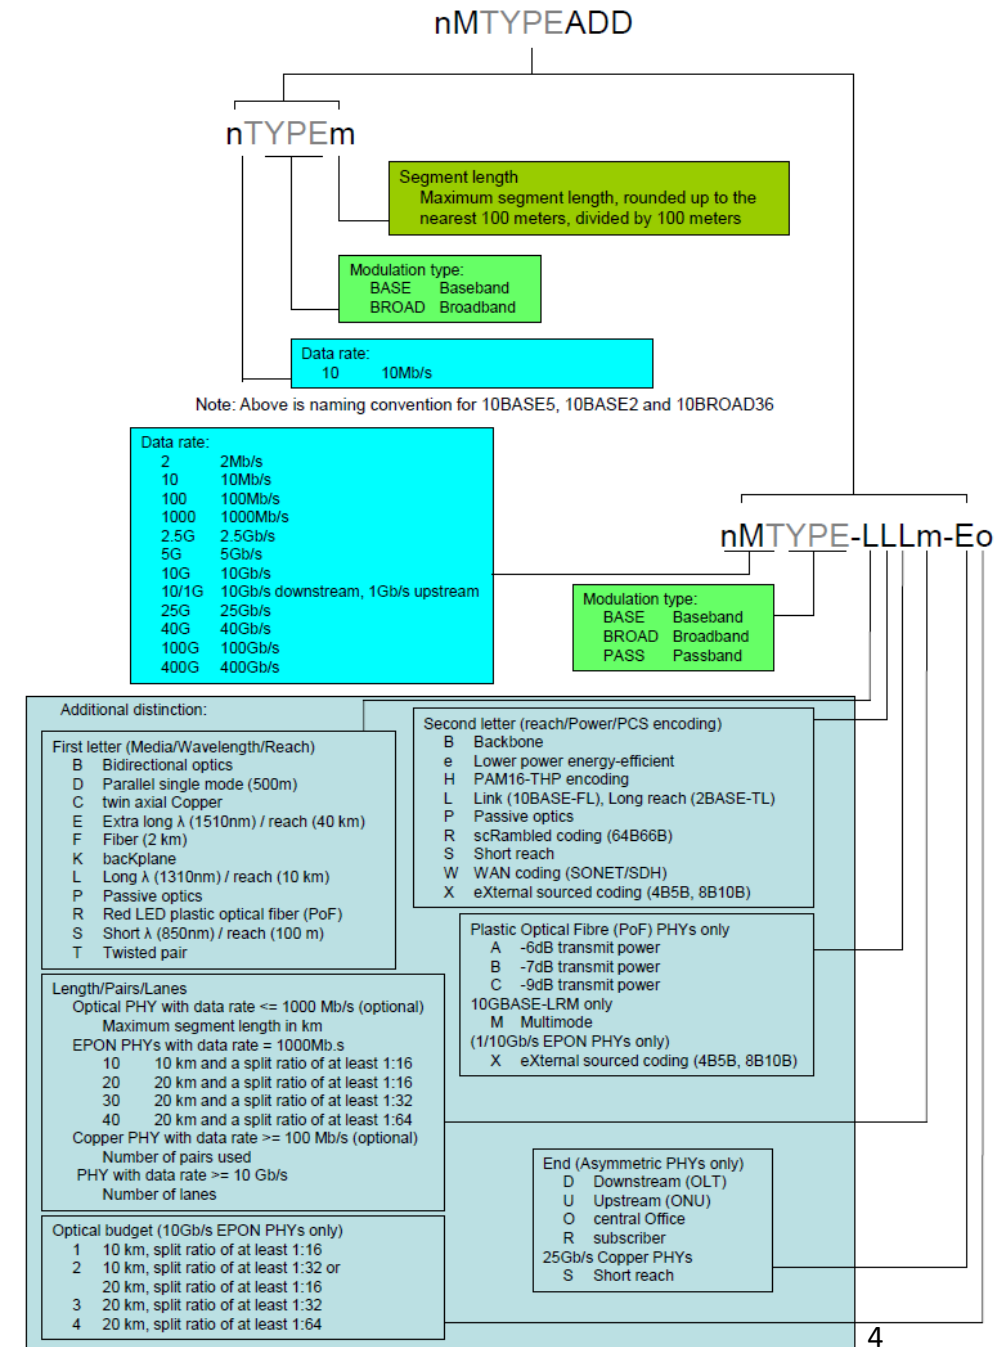 nMTYPEADD
nTYPEm
Segment length
Maximum segment length, rounded up to the
nearest 100 meters, divided by 100 meters
Modulation type:
BASE Baseband
BROAD Broadband
Data rate:
10 10Mb/s
Note: Above is naming convention for 10BASE5, 10BASE2 and 10BROAD36
Data rate:
2 2Mb/s
10 10Mb/s
100 100Mb/s
1000 1000Mb/s
2.5G 2.5Gb/s
5G 5Gb/s
10G 10Gb/s
10/1G 10Gb/s downstream, 1Gb/s upstream
25G 25Gb/s
40G 40Gb/s
100G 100Gb/s
400G 400Gb/s
nMTYPE-LLLm-Eo
Modulation type:
BASE Baseband
BROAD Broadband
PASS Passband
Additional distinction:
First letter (Media/Wavelength/Reach)
B Bidirectional optics
D Parallel single mode (500m)
C twin axial Copper
E Extra long λ (1510nm) / reach (40 km)
F Fiber (2 km)
K bacKplane
L Long λ (1310nm) / reach (10 km)
P Passive optics
R Red LED plastic optical fiber (PoF)
S Short λ (850nm) / reach (100 m)
T Twisted pair
Second letter (reach/Power/PCS encoding)
B Backbone
e Lower power energy-efficient
H PAM16-THP encoding
L Link (10BASE-FL), Long reach (2BASE-TL)
P Passive optics
R scRambled coding (64B66B)
S Short reach
W WAN coding (SONET/SDH)
X eXternal sourced coding (4B5B, 8B10B)
Plastic Optical Fibre (PoF) PHYs only
A -6dB transmit power
B -7dB transmit power
C -9dB transmit power
10GBASE-LRM only
M Multimode
(1/10Gb/s EPON PHYs only)
X eXternal sourced coding (4B5B, 8B10B)
Length/Pairs/Lanes
Optical PHY with data rate <= 1000 Mb/s (optional)
Maximum segment length in km
EPON PHYs with data rate = 1000Mb.s
10 10 km and a split ratio of at least 1:16
20 20 km and a split ratio of at least 1:16
30 20 km and a split ratio of at least 1:32
40 20 km and a split ratio of at least 1:64
Copper PHY with data rate >= 100 Mb/s (optional)
Number of pairs used
PHY with data rate >= 10 Gb/s
Number of lanes
End (Asymmetric PHYs only)
D Downstream (OLT)
U Upstream (ONU)
O central Office
R subscriber
25Gb/s Copper PHYs
S Short reach
Optical budget (10Gb/s EPON PHYs only)
1 10 km, split ratio of at least 1:16
2 10 km, split ratio of at least 1:32 or
20 km, split ratio of at least 1:16
3 20 km, split ratio of at least 1:32
4 20 km, split ratio of at least 1:64
4